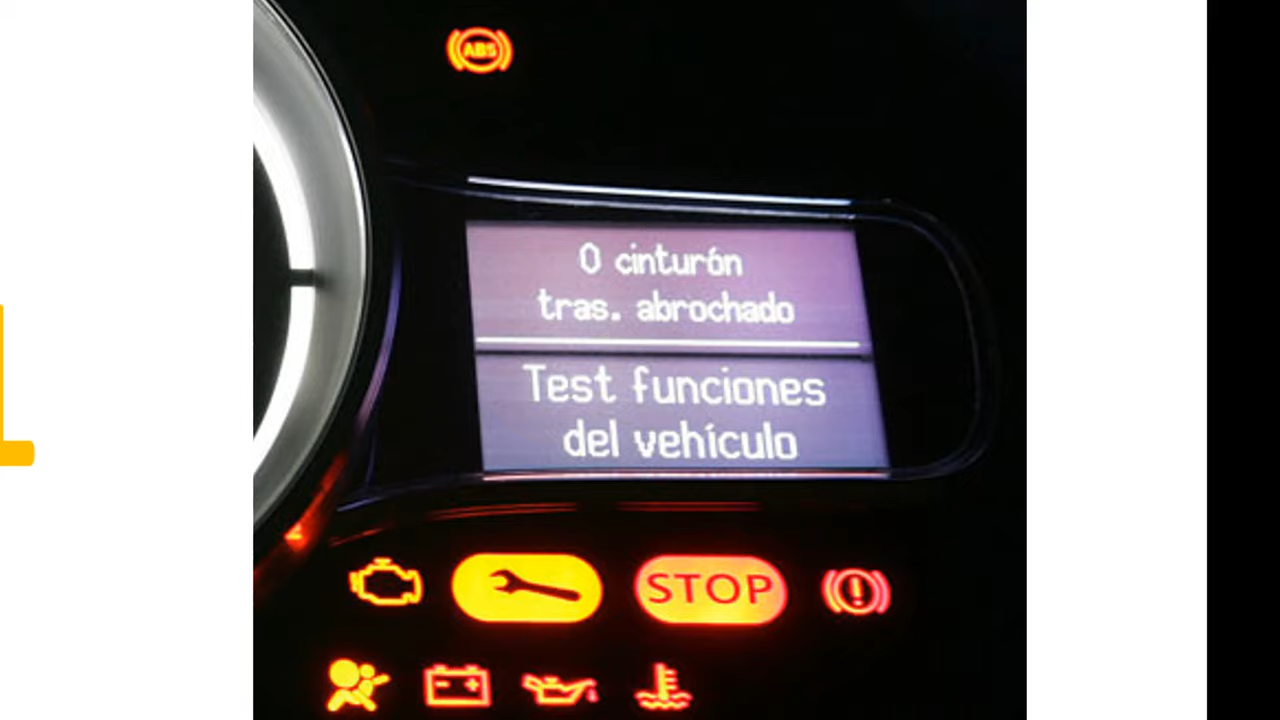 ABS
0 cinturón
tras. abrochado
Test funciones
del vehículo
STOP